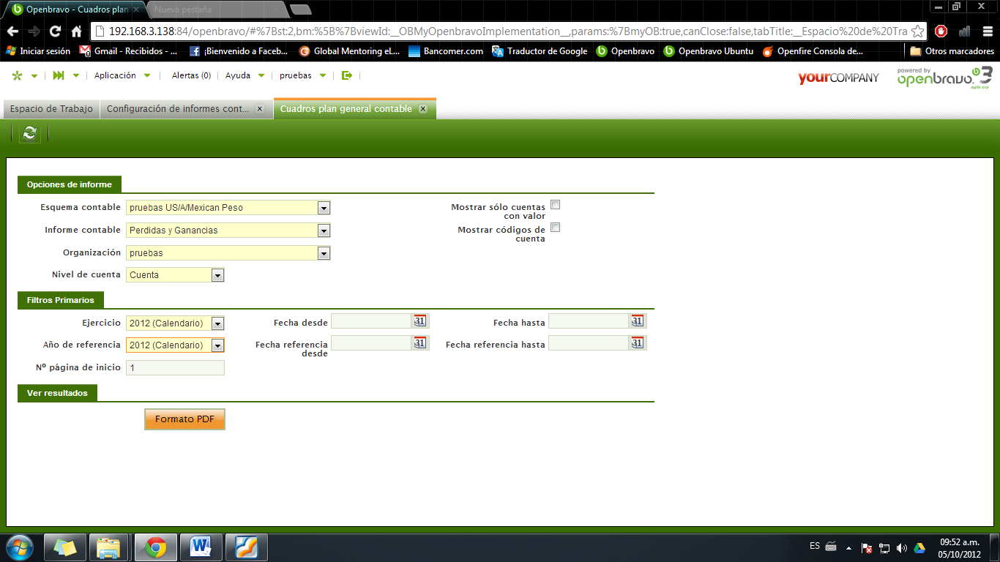 Openbravo - Cuadros plan
Nueva pestaña
192.168.3.138:84/openbravo/#%7Bst:2,bm:%5B%7BviewId:__OBMyOpenbravoImplementation__,params:%7BmyOB:true,canClose:false,tabTitle:__Espacio%20de%20Tra
Iniciar sesión
Gmail - Recibidos - ...
¡Bienvenido a Faceb...
Global Mentoring eL...
Bancomer.com
Traductor de Google
Openbravo
Openbravo Ubuntu
Openfire Consola de...
Otros marcadores
Aplicación
Alertas (0)
Ayuda
pruebas
yourCOMPANY
powered by
openbravo 3
agile erp
Espacio de Trabajo
Configuración de informes cont...
Cuadros plan general contable
Opciones de informe
Esquema contable
pruebas US/A/Mexican Peso
Mostrar sólo cuentas
con valor
Informe contable
Perdidas y Ganancias
Mostrar códigos de
cuenta
Organización
pruebas
Nivel de cuenta
Cuenta
Filtros Primarios
Ejercicio
2012 (Calendario)
Fecha desde
31
Fecha hasta
31
Año de referencia
2012 (Calendario)
Fecha referencia
desde
31
Fecha referencia hasta
31
Nº página de inicio
1
Ver resultados
Formato PDF
ES
09:52 a.m.
05/10/2012